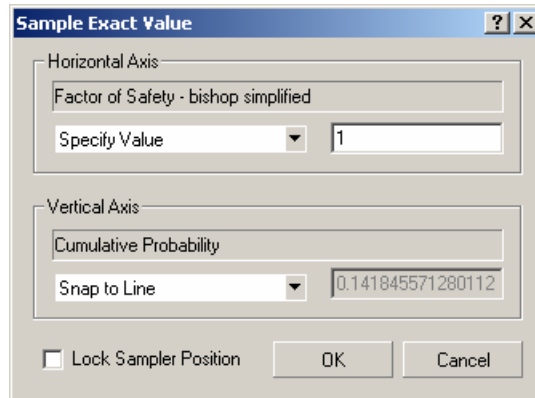 Sample Exact Value
Horizontal Axis
Factor of Safety - bishop simplified
Specify Value 1
Vertical Axis
Cumulative Probability
Snap to Line 0.141845571280112
Lock Sampler Position OK Cancel